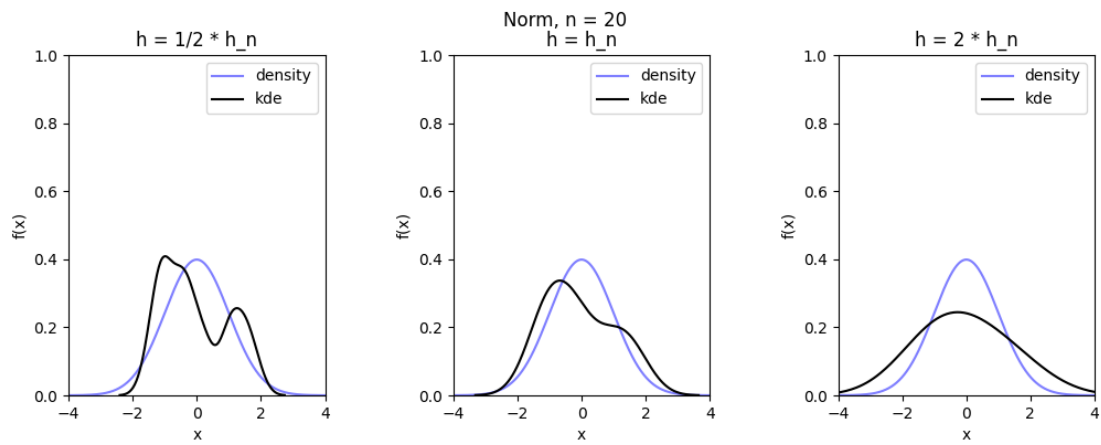 Norm, n = 20
h = 1/2 * h_n
h = h_n
h = 2 * h_n
density
kde
1.0
0.8
0.6
0.4
0.2
0.0
f(x)
−4
−2
0
2
4
x
density
kde
1.0
0.8
0.6
0.4
0.2
0.0
f(x)
−4
−2
0
2
4
x
density
kde
1.0
0.8
0.6
0.4
0.2
0.0
f(x)
−4
−2
0
2
4
x